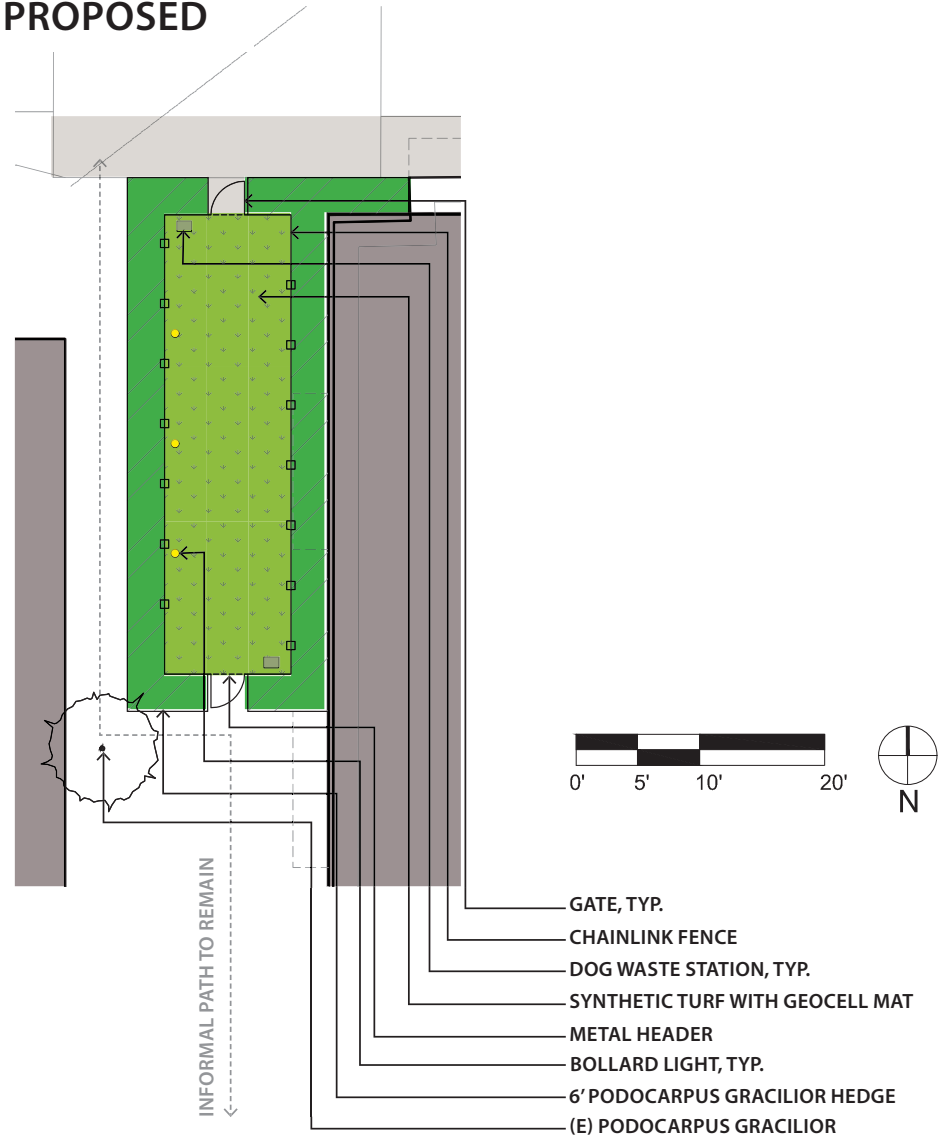 PROPOSED
0' 5' 10' 20'
N
INFORMAL PATH TO REMAIN
GATE, TYP.
CHAINLINK FENCE
DOG WASTE STATION, TYP.
SYNTHETIC TURF WITH GEOCELL MAT
METAL HEADER
BOLLARD LIGHT, TYP.
6' PODOCARPUS GRACILIOR HEDGE
(E) PODOCARPUS GRACILIOR